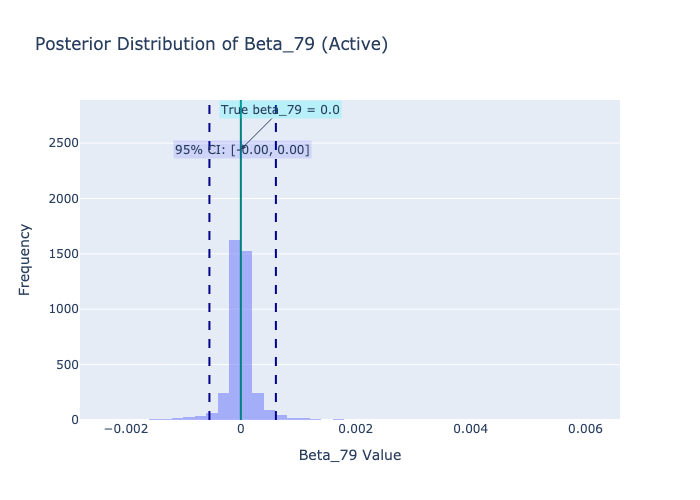 Posterior Distribution of Beta_79 (Active)
True beta_79 = 0.0
95% CI: [-0.00, 0.00]
2500
2000
1500
1000
500
0
Frequency
−0.002
0
0.002
0.004
0.006
Beta_79 Value